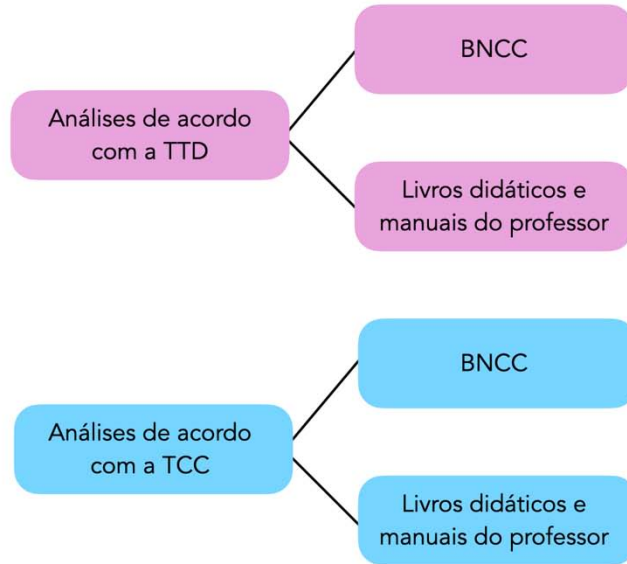 BNCC
Análises de acordo
com a TTD
Livros didáticos e
manuais do professor
BNCC
Análises de acordo
com a TCC
Livros didáticos e
manuais do professor